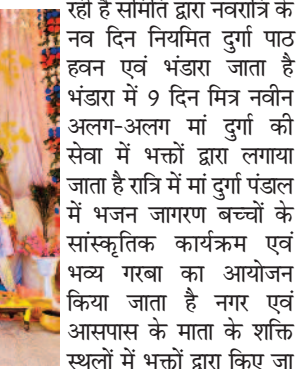 रही है समिति द्वारा नवरात्रि के
नव दिन नियमित दुर्गा पाठ
हवन एवं भंडारा जाता है
भंडारा में 9 दिन मित्र नवीन
अलग-अलग मां दुर्गा की
सेवा में भक्तों द्वारा लगाया
जाता है रात्रि में मां दुर्गा पंडाल
में भजन जागरण बच्चों के
सांस्कृतिक कार्यक्रम एवं
भव्य गरबा का आयोजन
किया जाता है नगर एवं
आसपास के माता के शक्ति
स्थलों में भक्तों द्वारा किए जा